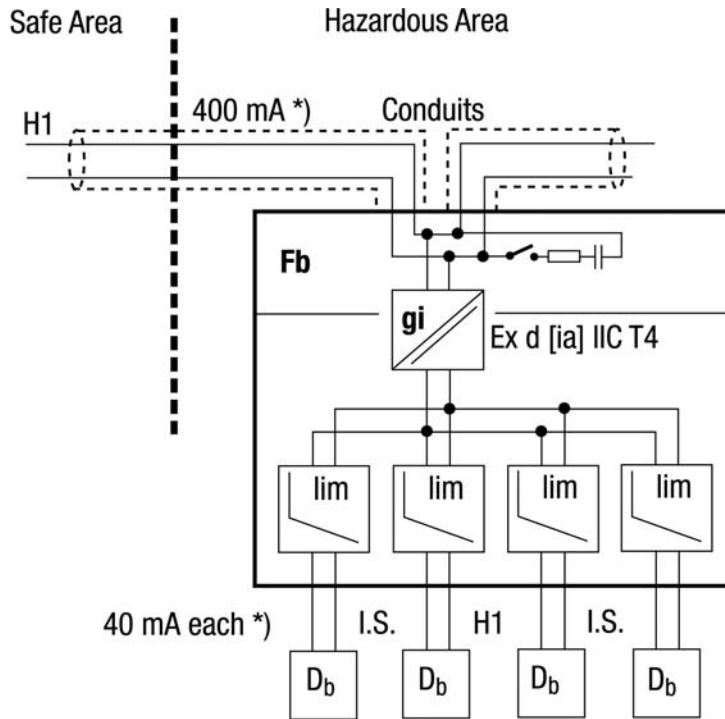 Safe Area Hazardous Area
400 mA *) Conduits
H1
Fb
gi
Ex d [ia] IIC T4
lim lim lim lim
40 mA each *) I.S. H1 I.S.
Db Db Db Db